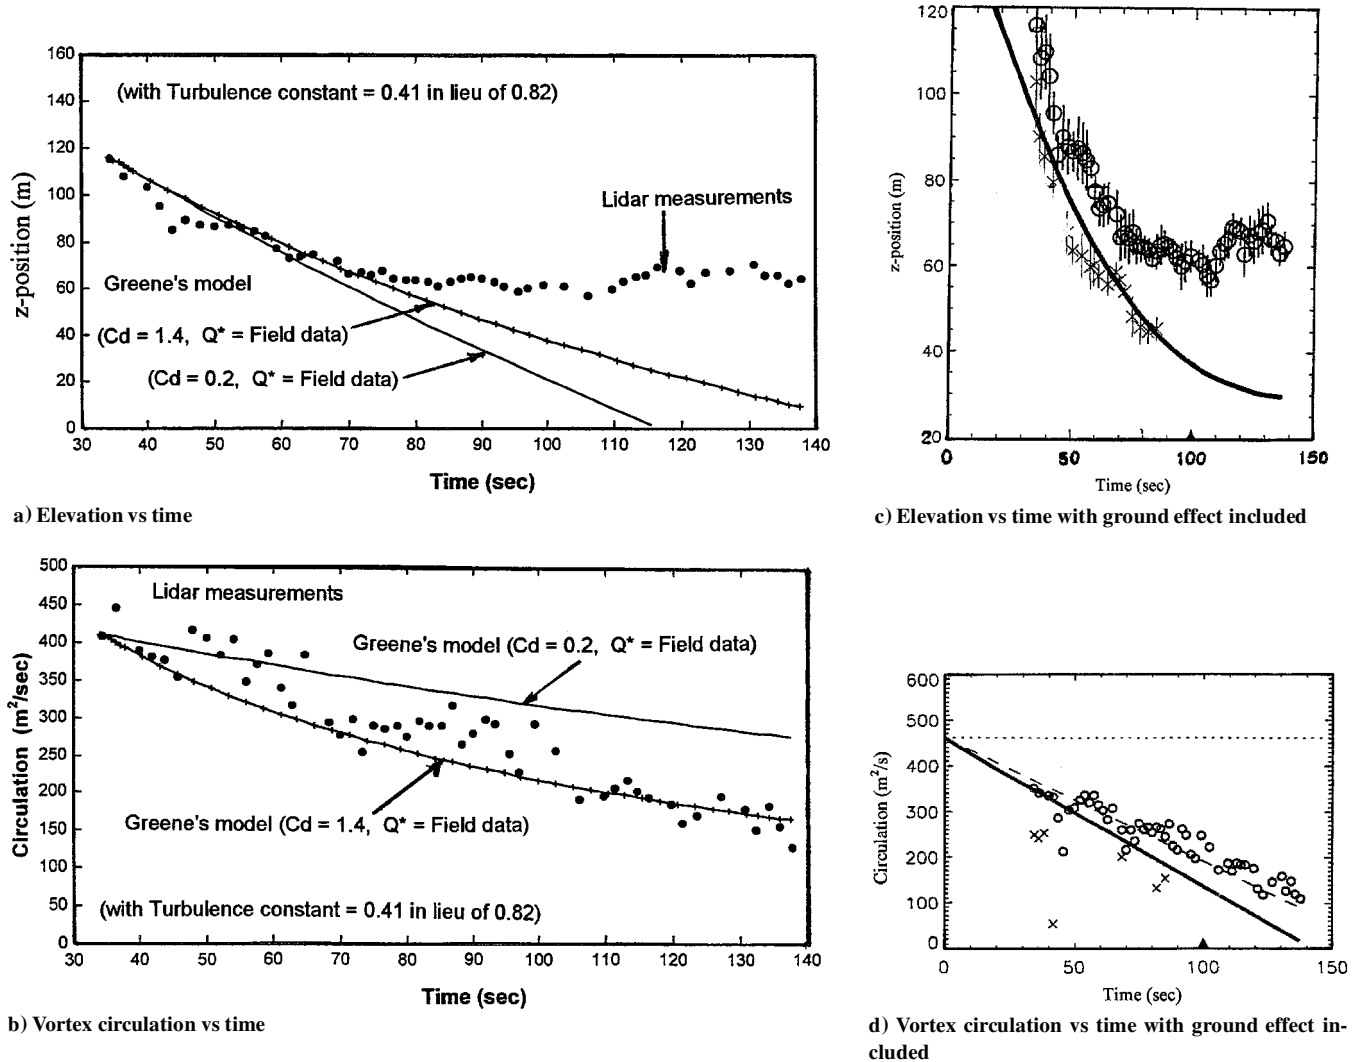 160
140
120
100
80
60
40
20
0
z-position (m)
(with Turbulence constant = 0.41 in lieu of 0.82)
Lidar measurements
Greene's model
(Cd = 1.4, Q* = Field data)
(Cd = 0.2, Q* = Field data)
30 40 50 60 70 80 90 100 110 120 130 140
Time (sec)
a) Elevation vs time
120
100
80
60
40
20
z-position (m)
0 50 100 150
Time (sec)
c) Elevation vs time with ground effect included
500
450
400
350
300
250
200
150
100
50
0
Circulation (m²/sec)
Lidar measurements
Greene's model (Cd = 0.2, Q* = Field data)
Greene's model (Cd = 1.4, Q* = Field data)
(with Turbulence constant = 0.41 in lieu of 0.82)
30 40 50 60 70 80 90 100 110 120 130 140
Time (sec)
b) Vortex circulation vs time
600
500
400
300
200
100
0
Circulation (m²/s)
0 50 100 150
Time (sec)
d) Vortex circulation vs time with ground effect in-
cluded